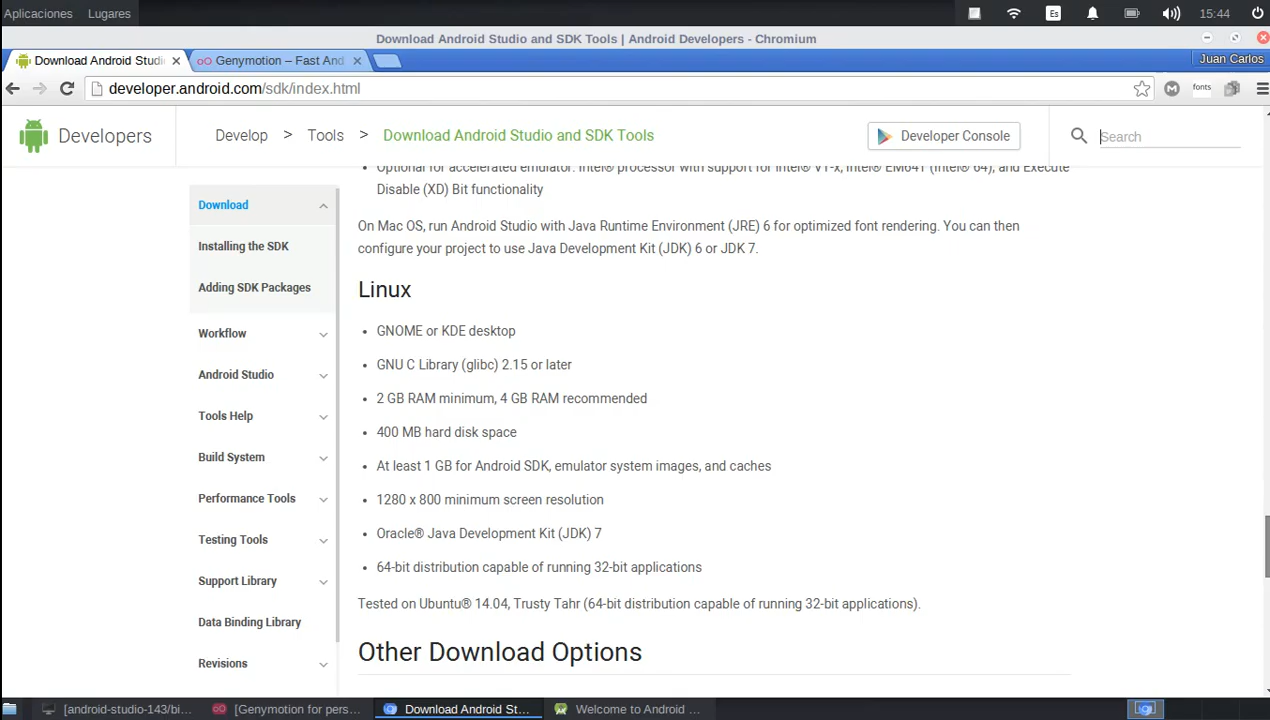 Aplicaciones Lugares Es 15:44
Download Android Studio and SDK Tools | Android Developers - Chromium
Download Android Studi Genymotion – Fast And Juan Carlos
developer.android.com/sdk/index.html fonts
Developers Develop > Tools > Download Android Studio and SDK Tools Developer Console Search
Optional for accelerated emulator: Intel® processor with support for Intel® VT-x, Intel® EM64T (Intel® 64), and Execute
Disable (XD) Bit functionality
On Mac OS, run Android Studio with Java Runtime Environment (JRE) 6 for optimized font rendering. You can then
configure your project to use Java Development Kit (JDK) 6 or JDK 7.
Linux
• GNOME or KDE desktop
• GNU C Library (glibc) 2.15 or later
• 2 GB RAM minimum, 4 GB RAM recommended
• 400 MB hard disk space
• At least 1 GB for Android SDK, emulator system images, and caches
• 1280 x 800 minimum screen resolution
• Oracle® Java Development Kit (JDK) 7
• 64-bit distribution capable of running 32-bit applications
Tested on Ubuntu® 14.04, Trusty Tahr (64-bit distribution capable of running 32-bit applications).
Other Download Options
Download
Installing the SDK
Adding SDK Packages
Workflow
Android Studio
Tools Help
Build System
Performance Tools
Testing Tools
Support Library
Data Binding Library
Revisions
[android-studio-143/bi... [Genymotion for pers... Download Android St... Welcome to Android ...